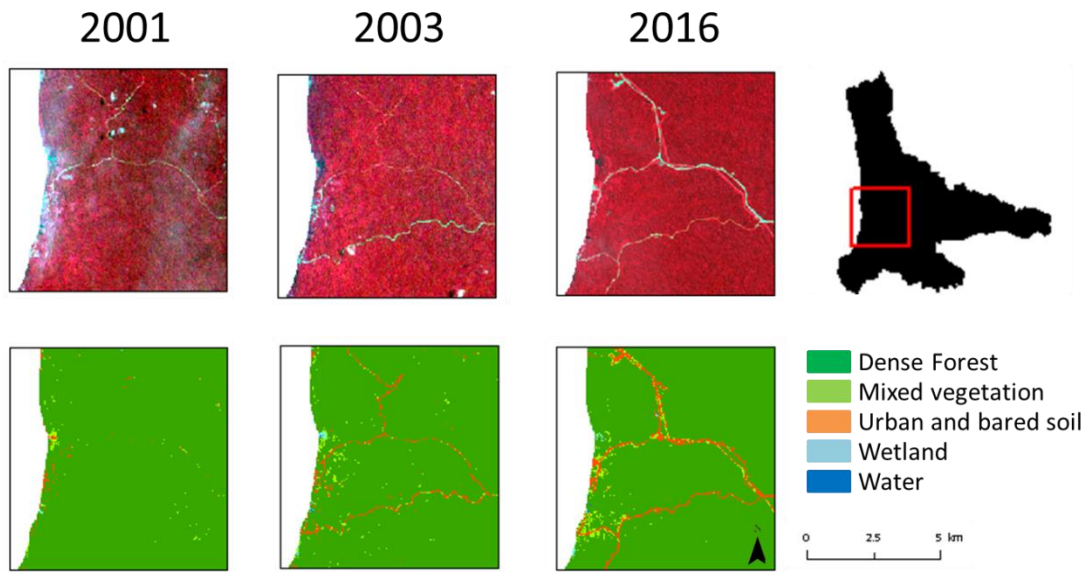 2001 2003 2016
Dense Forest
Mixed vegetation
Urban and bared soil
Wetland
Water
0 2.5 5 km